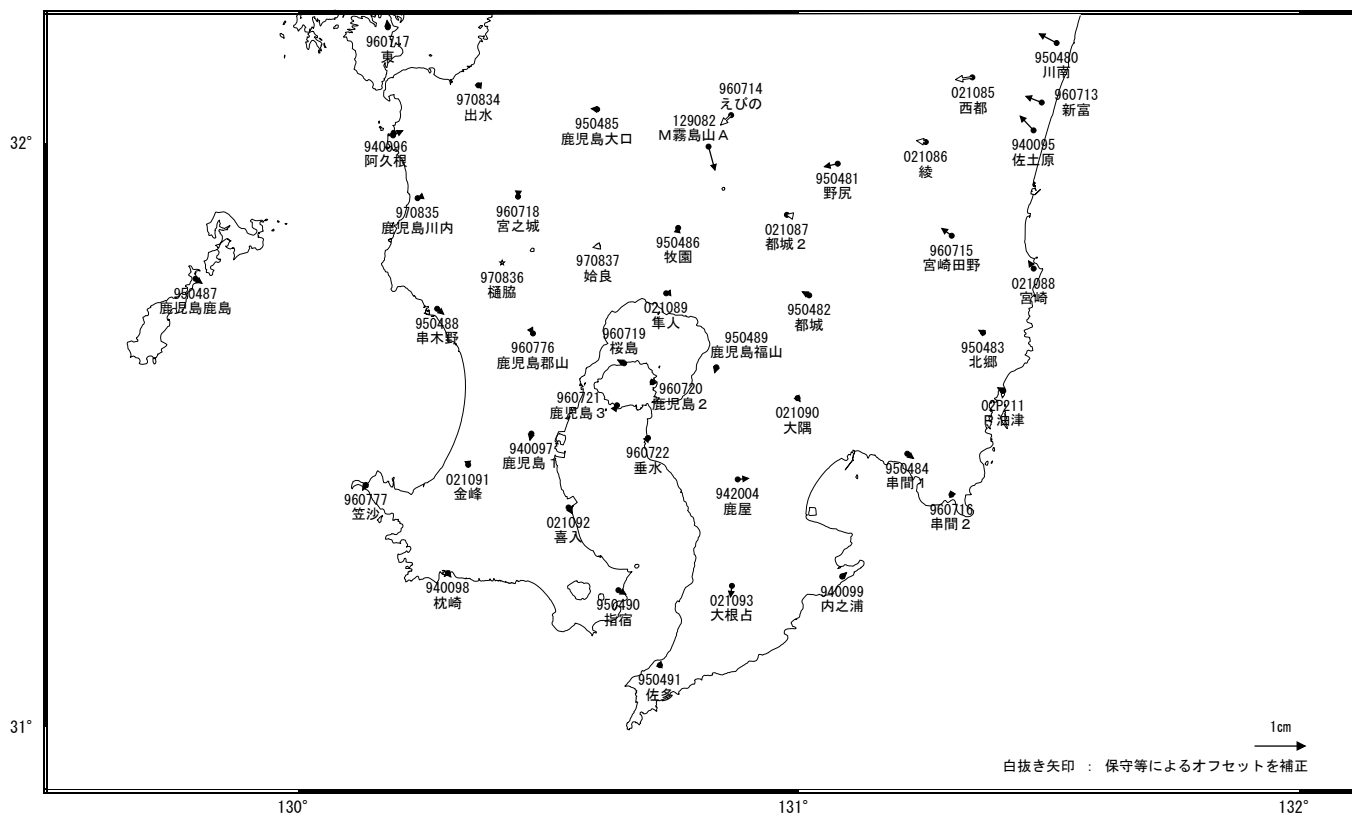 960717
東
970834
出水
940096
阿久根
950485
鹿児島大口
960714
えびの
129082
M霧島山A
950480
川南
021085
西都
960713
新富
940095
佐土原
021086
綾
950481
野尻
32°
970835
鹿児島川内
960718
宮之城
950486
牧園
021087
都城2
960715
宮崎田野
970836
樋脇
970837
姶良
021088
宮崎
950487
鹿児島鹿島
950488
串木野
021089
隼人
950482
都城
960776
鹿児島郡山
960719
桜島
950489
鹿児島福山
950483
北郷
960721
鹿児島3
960720
鹿児島2
021090
大隅
02P211
P油津
940097
鹿児島1
960722
垂水
950484
串間1
021091
金峰
960777
笠沙
942004
鹿屋
960716
串間2
021092
喜入
940098
枕崎
950490
指宿
021093
大根占
940099
内之浦
950491
佐多
31°
1cm
白抜き矢印 : 保守等によるオフセットを補正
130°
131°
132°